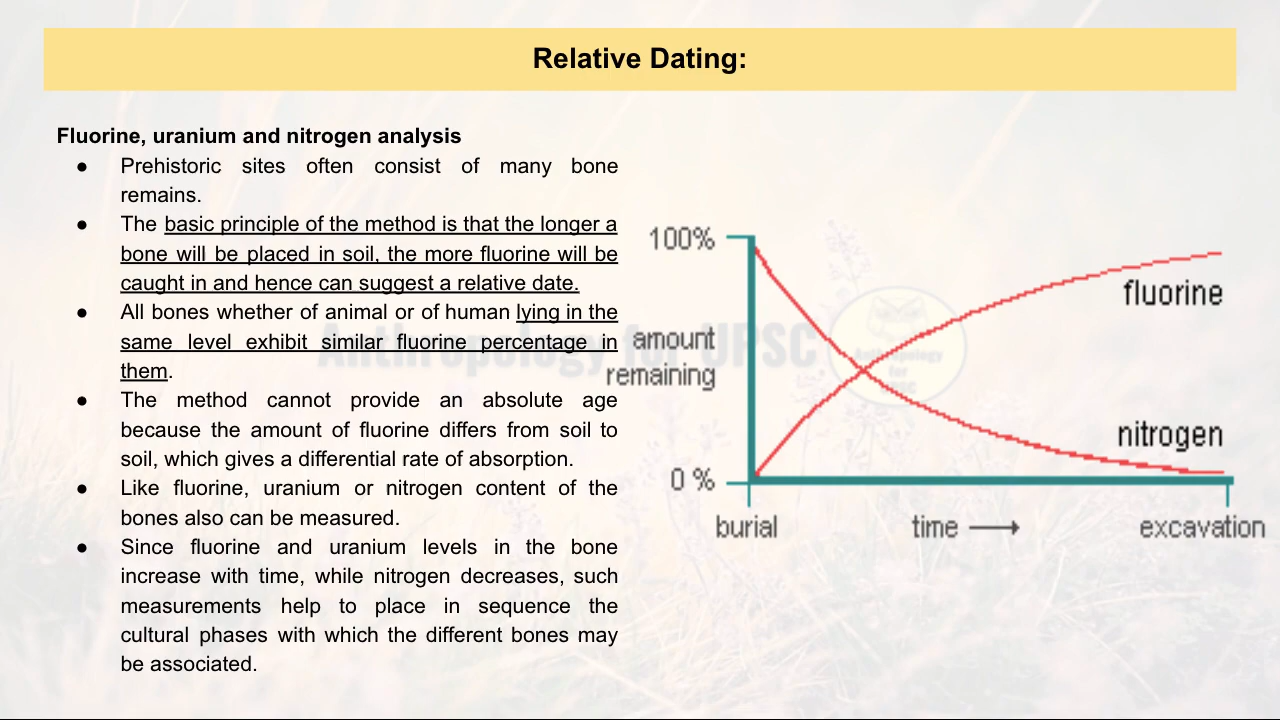 Relative Dating:
Fluorine, uranium and nitrogen analysis
● Prehistoric sites often consist of many bone
remains.
● The basic principle of the method is that the longer a
bone will be placed in soil, the more fluorine will be
caught in and hence can suggest a relative date.
● All bones whether of animal or of human lying in the
same level exhibit similar fluorine percentage in
them.
● The method cannot provide an absolute age
because the amount of fluorine differs from soil to
soil, which gives a differential rate of absorption.
● Like fluorine, uranium or nitrogen content of the
bones also can be measured.
● Since fluorine and uranium levels in the bone
increase with time, while nitrogen decreases, such
measurements help to place in sequence the
cultural phases with which the different bones may
be associated.
100%
fluorine
amount
remaining
nitrogen
0 %
burial
time
excavation
Anthropology for UPSC
Anthropology
for
UPSC